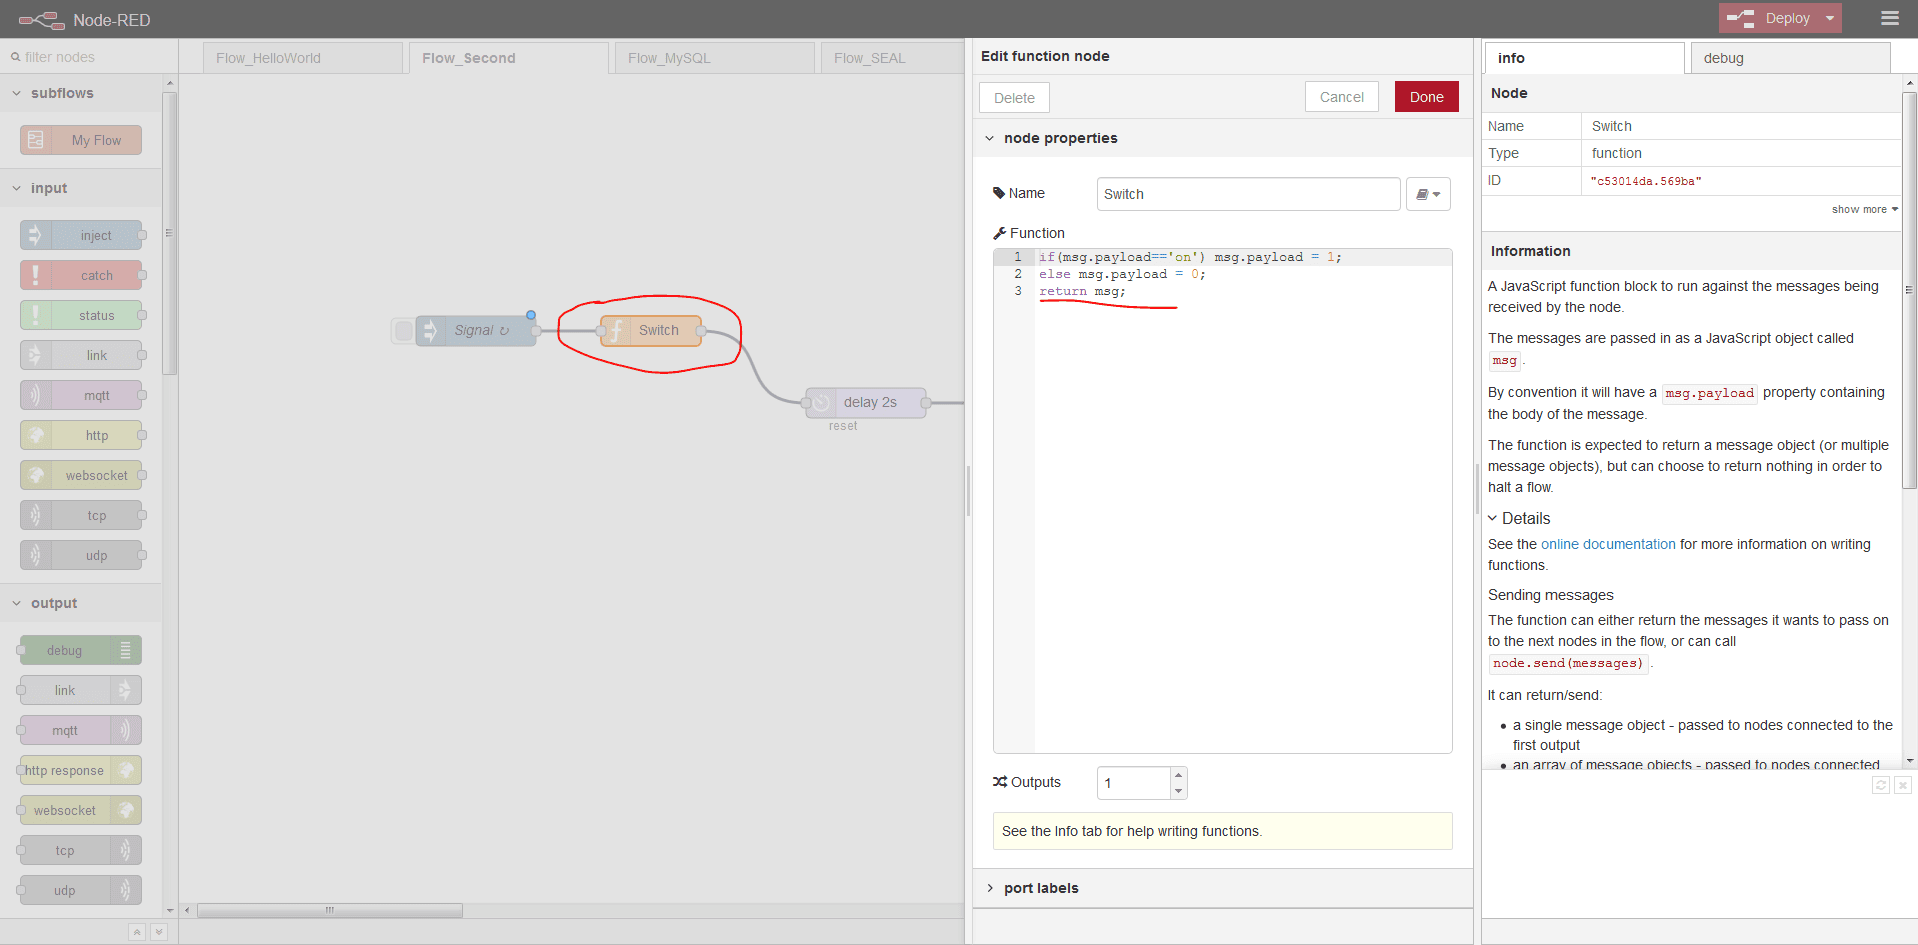 Node-RED
Deploy
filter nodes
Flow_HelloWorld
Flow_Second
Flow_MySQL
Flow_SEAL
subflows
My Flow
input
inject
catch
status
link
mqtt
http
websocket
tcp
udp
output
debug
link
mqtt
http response
websocket
tcp
udp
Signal ↻
Switch
delay 2s
reset
Edit function node
Delete
Cancel
Done
node properties
Name
Switch
Function
1 if(msg.payload=='on') msg.payload = 1;
2 else msg.payload = 0;
3 return msg;
Outputs
1
See the Info tab for help writing functions.
port labels
info
debug
Node
Name Switch
Type function
ID "c53014da.569ba"
show more
Information
A JavaScript function block to run against the messages being
received by the node.
The messages are passed in as a JavaScript object called
msg .
By convention it will have a msg.payload property containing
the body of the message.
The function is expected to return a message object (or multiple
message objects), but can choose to return nothing in order to
halt a flow.
Details
See the online documentation for more information on writing
functions.
Sending messages
The function can either return the messages it wants to pass on
to the next nodes in the flow, or can call
node.send(messages) .
It can return/send:
• a single message object - passed to nodes connected to the
first output
• an array of message objects - passed to nodes connected